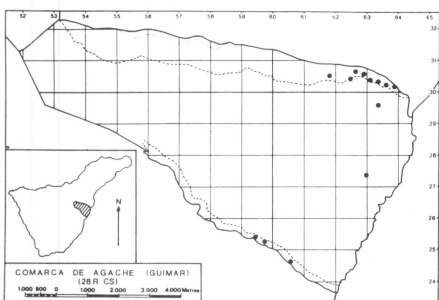 52 53 54 55 56 57 58 59 60 61 62 63 64 65
32
31
30
29
28
27
26
25
24
N
COMARCA DE AGACHE (GUIMAR)
(28 R CS)
1.000 800 0 1.000 2.000 3.000 4.000 Metros